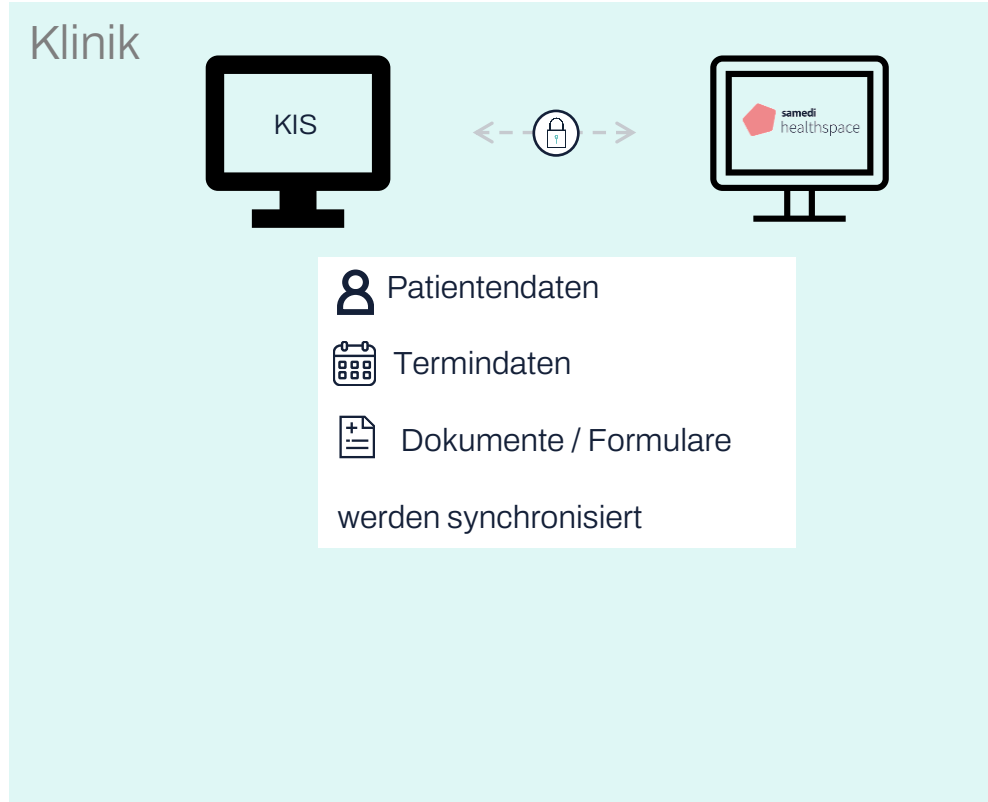 Klinik
KIS
samedi
healthspace
Patientendaten
Termindaten
Dokumente / Formulare
werden synchronisiert